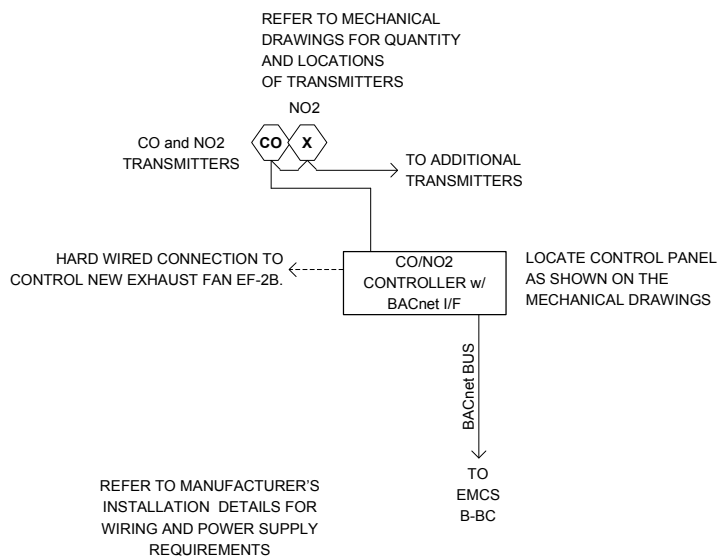 REFER TO MECHANICAL
DRAWINGS FOR QUANTITY
AND LOCATIONS
OF TRANSMITTERS
NO2
CO and NO2
TRANSMITTERS
CO
X
TO ADDITIONAL
TRANSMITTERS
HARD WIRED CONNECTION TO
CONTROL NEW EXHAUST FAN EF-2B.
CO/NO2
CONTROLLER w/
BACnet I/F
LOCATE CONTROL PANEL
AS SHOWN ON THE
MECHANICAL DRAWINGS
BACnet BUS
TO
EMCS
B-BC
REFER TO MANUFACTURER'S
INSTALLATION DETAILS FOR
WIRING AND POWER SUPPLY
REQUIREMENTS